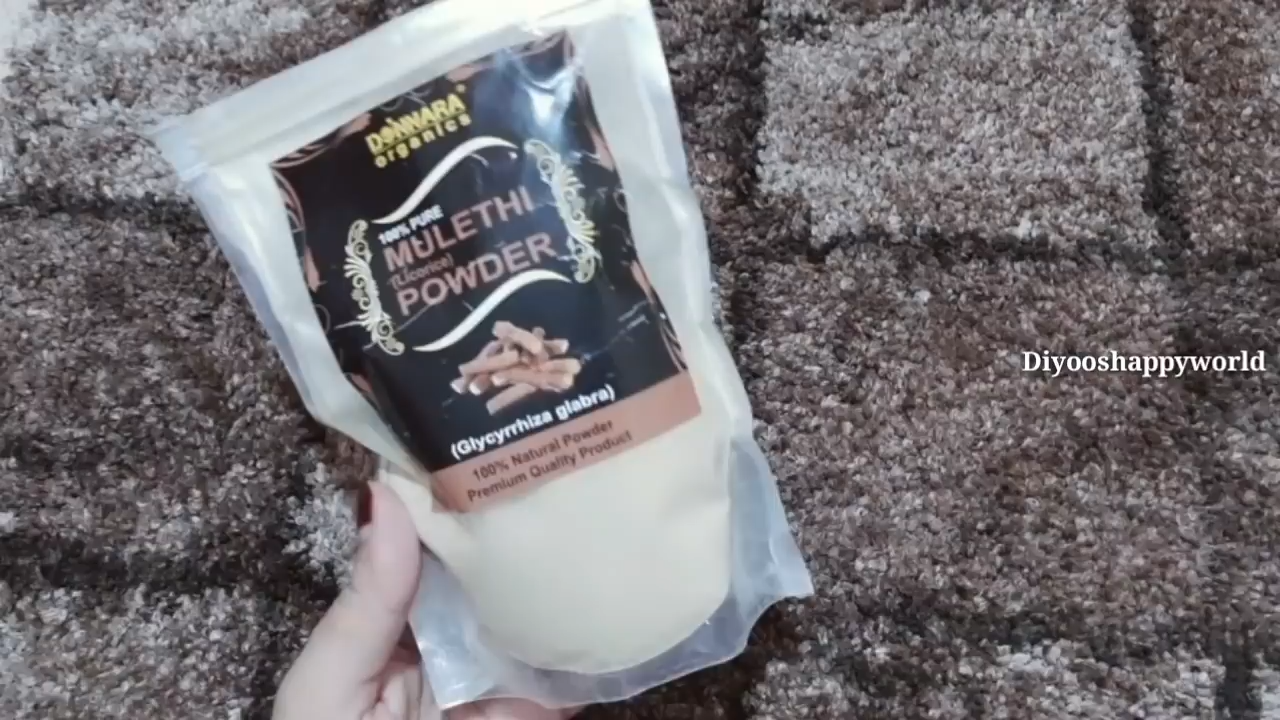 DONWARA
organics
100% PURE
MULETHI
(Licorice)
POWDER
(Glycyrrhiza glabra)
100% Natural Powder
Premium Quality Product
Diyooshappyworld